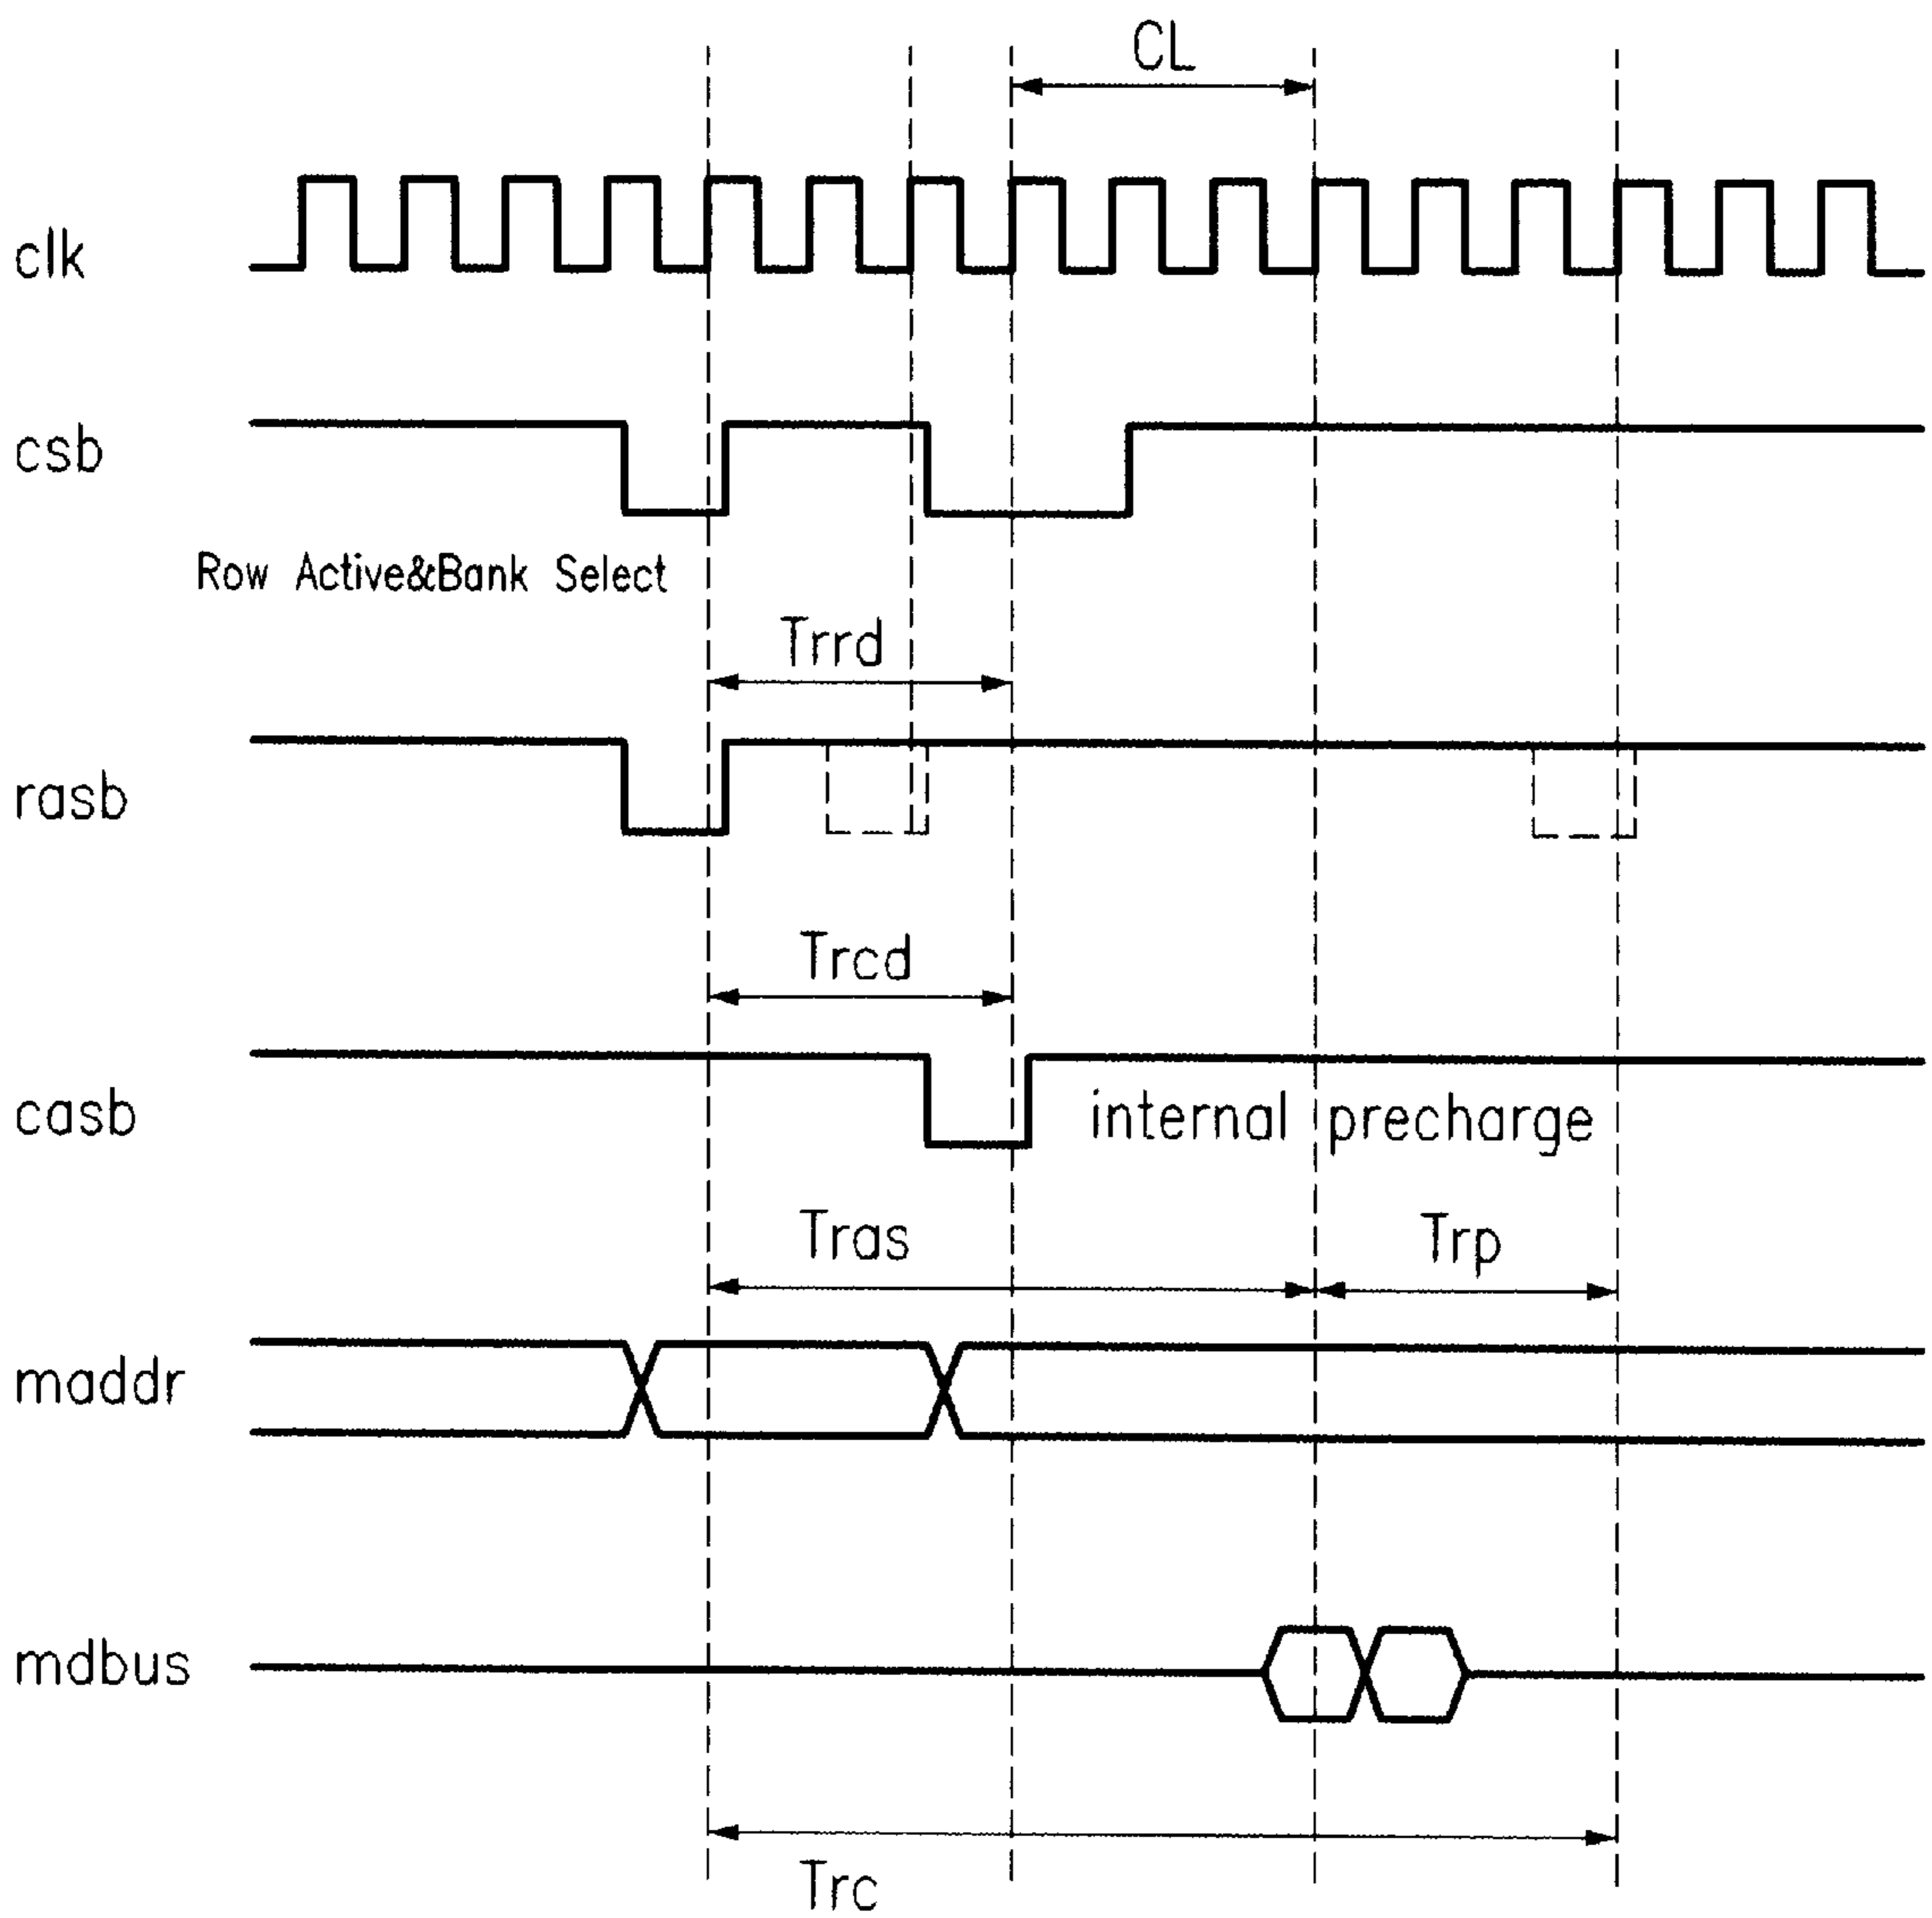 CL
clk
csb
Row Active&Bank Select
Trrd
rasb
Trcd
casb
internal precharge
Tras
Trp
maddr
mdbus
Trc